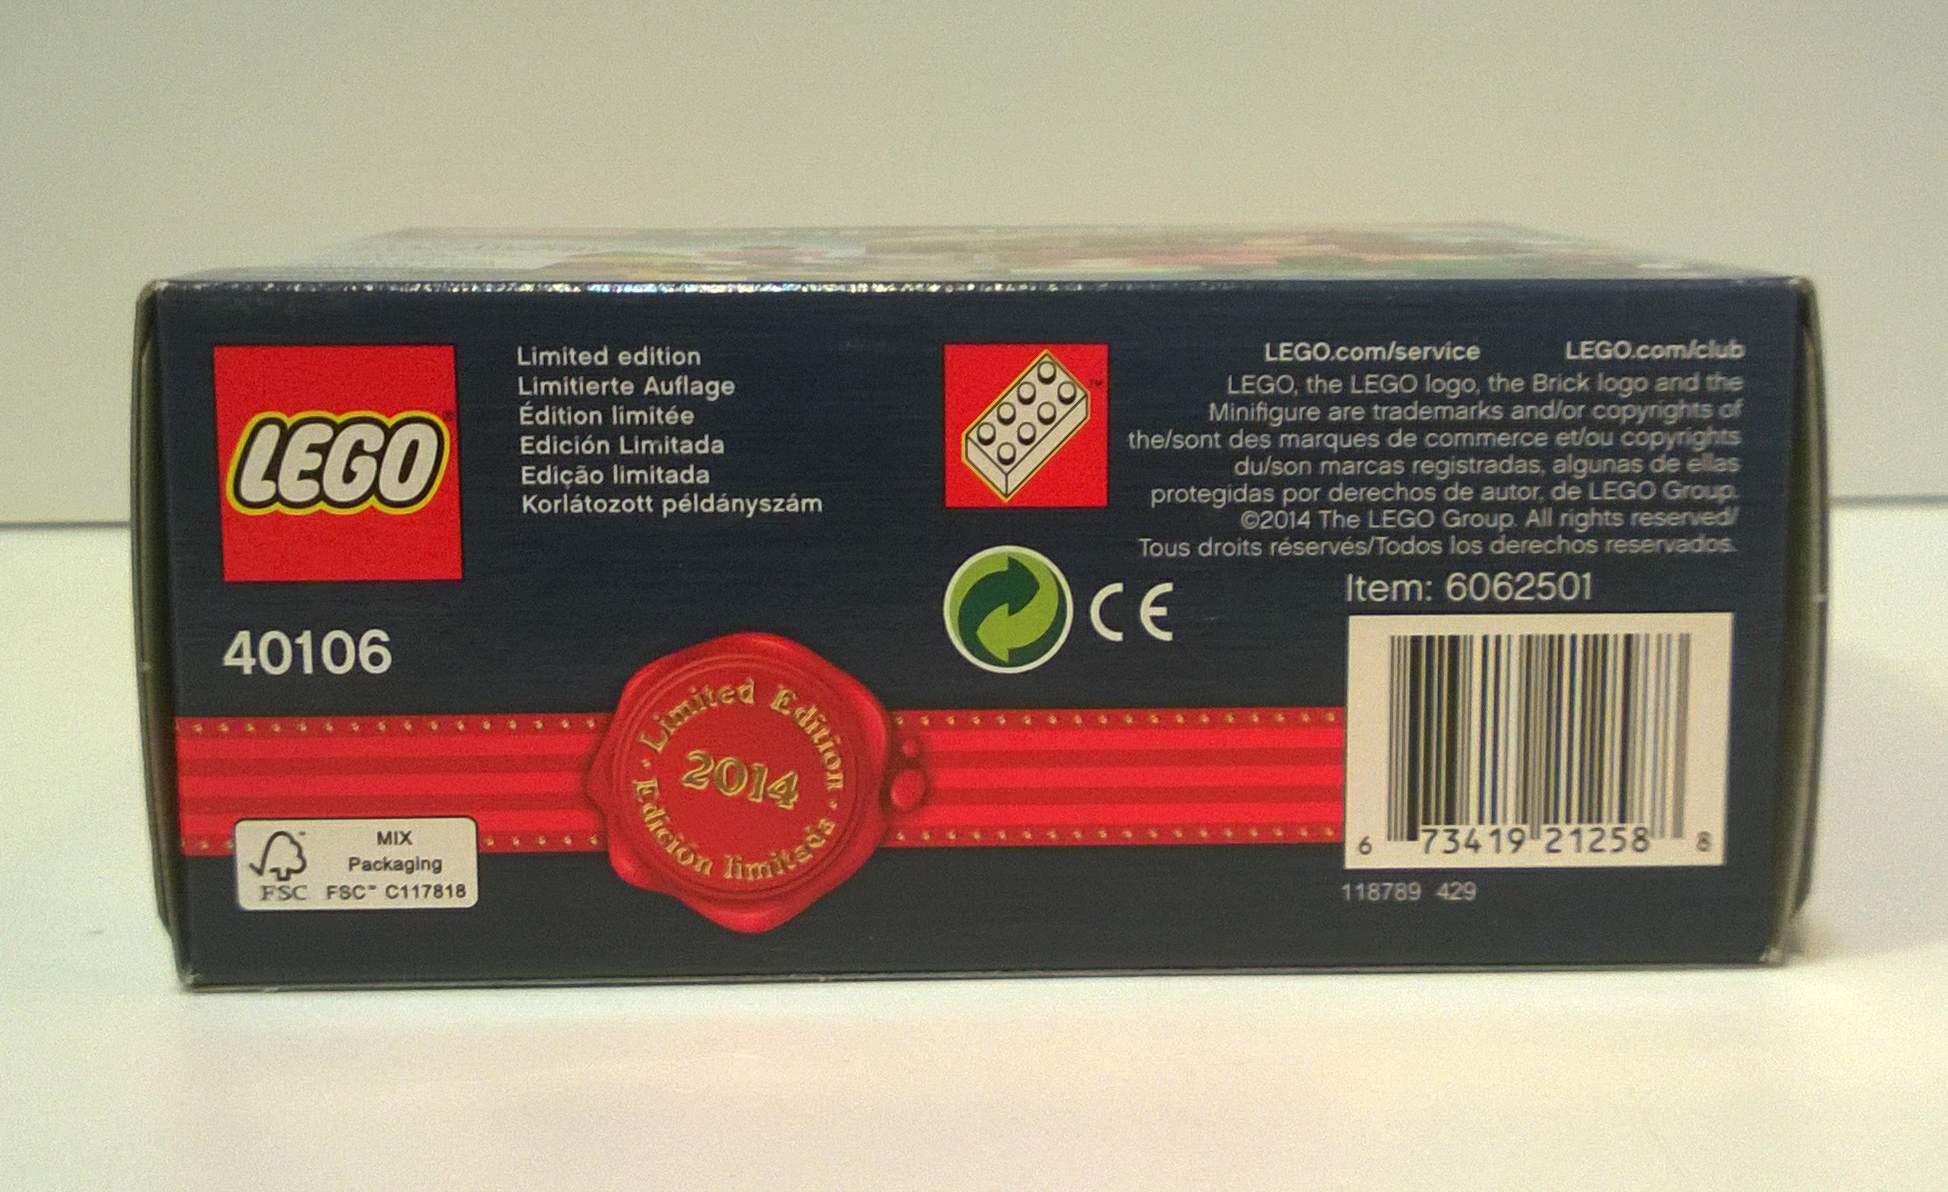 LEGO®
Limited edition
Limitierte Auflage
Édition limitée
Edición Limitada
Edição limitada
Korlátozott példányszám
40106
Limited Edition
2014
Edición limitada
MIX
Packaging
FSC FSC™ C117818
™
LEGO.com/service LEGO.com/club
LEGO, the LEGO logo, the Brick logo and the
Minifigure are trademarks and/or copyrights of
the/sont des marques de commerce et/ou copyrights
du/son marcas registradas, algunas de ellas
protegidas por derechos de autor, de LEGO Group.
©2014 The LEGO Group. All rights reserved/
Tous droits réservés/Todos los derechos reservados.
CE
Item: 6062501
6 73419 21258 8
118789 429